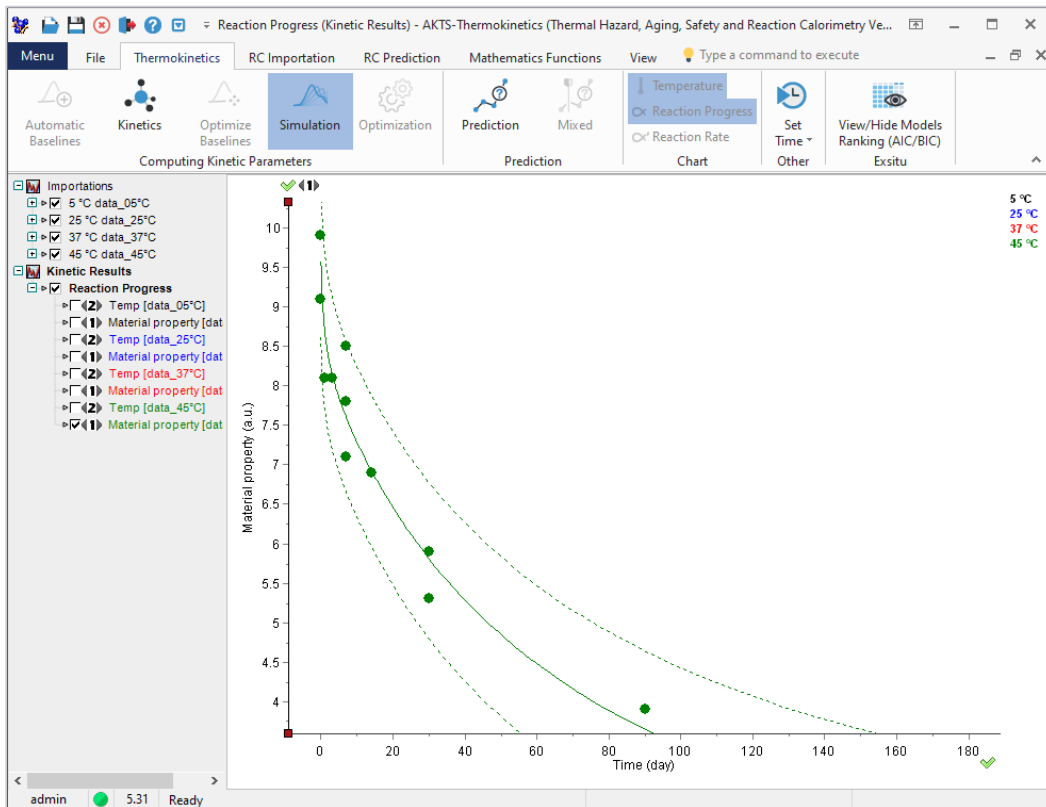 Reaction Progress (Kinetic Results) - AKTS-Thermokinetics (Thermal Hazard, Aging, Safety and Reaction Calorimetry Ve...
Menu File Thermokinetics RC Importation RC Prediction Mathematics Functions View Type a command to execute
Automatic Baselines
Kinetics
Optimize Baselines
Simulation
Optimization
Prediction
Mixed
Temperature
Reaction Progress
Reaction Rate
Set Time
View/Hide Models Ranking (AIC/BIC)
Computing Kinetic Parameters Prediction Chart Other Exsitu
Importations
5 °C data_05°C
25 °C data_25°C
37 °C data_37°C
45 °C data_45°C
Kinetic Results
Reaction Progress
2 Temp [data_05°C]
1 Material property [dat
2 Temp [data_25°C]
1 Material property [dat
2 Temp [data_37°C]
1 Material property [dat
2 Temp [data_45°C]
1 Material property [dat
1
5 °C
25 °C
37 °C
45 °C
Material property (a.u.)
10
9.5
9
8.5
8
7.5
7
6.5
6
5.5
5
4.5
4
0 20 40 60 80 100 120 140 160 180
Time (day)
admin 5.31 Ready